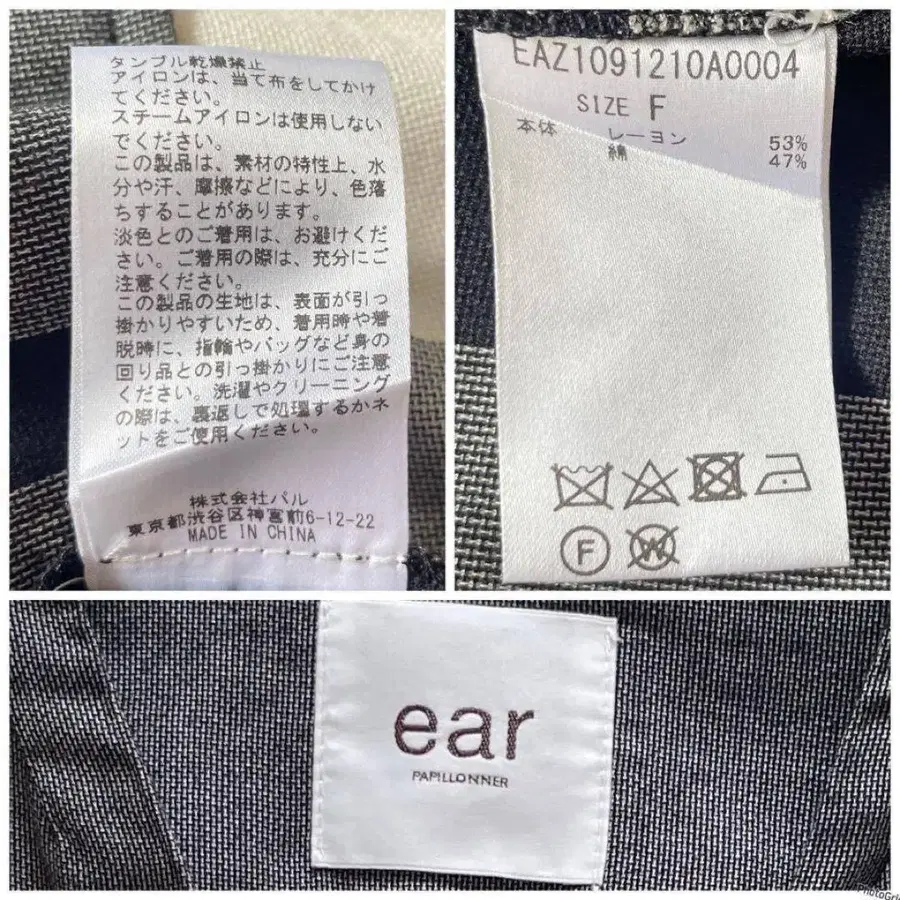 タンブル乾燥禁止
アイロンは、当て布をしてかけ
てください。
スチームアイロンは使用しない
でください。
この製品は、素材の特性上、水
分や汗、摩擦などにより、色落
ちすることがあります。
淡色とのご着用は、お避けくだ
さい。ご着用の際は、充分にご
注意ください。
この製品の生地は、表面が引っ
掛かりやすいため、着用時や着
脱時に、指輪やバッグなど身の
回り品との引っ掛かりにご注意
ください。洗濯やクリーニング
の際は、裏返しで処理するかネ
ットをご使用ください。
株式会社パル
東京都渋谷区神宮前6-12-22
MADE IN CHINA
EAZ1091210A0004
SIZE F
本体 レーヨン 53%
綿 47%
F W
ear
PAPILLONNER
PhotoGri